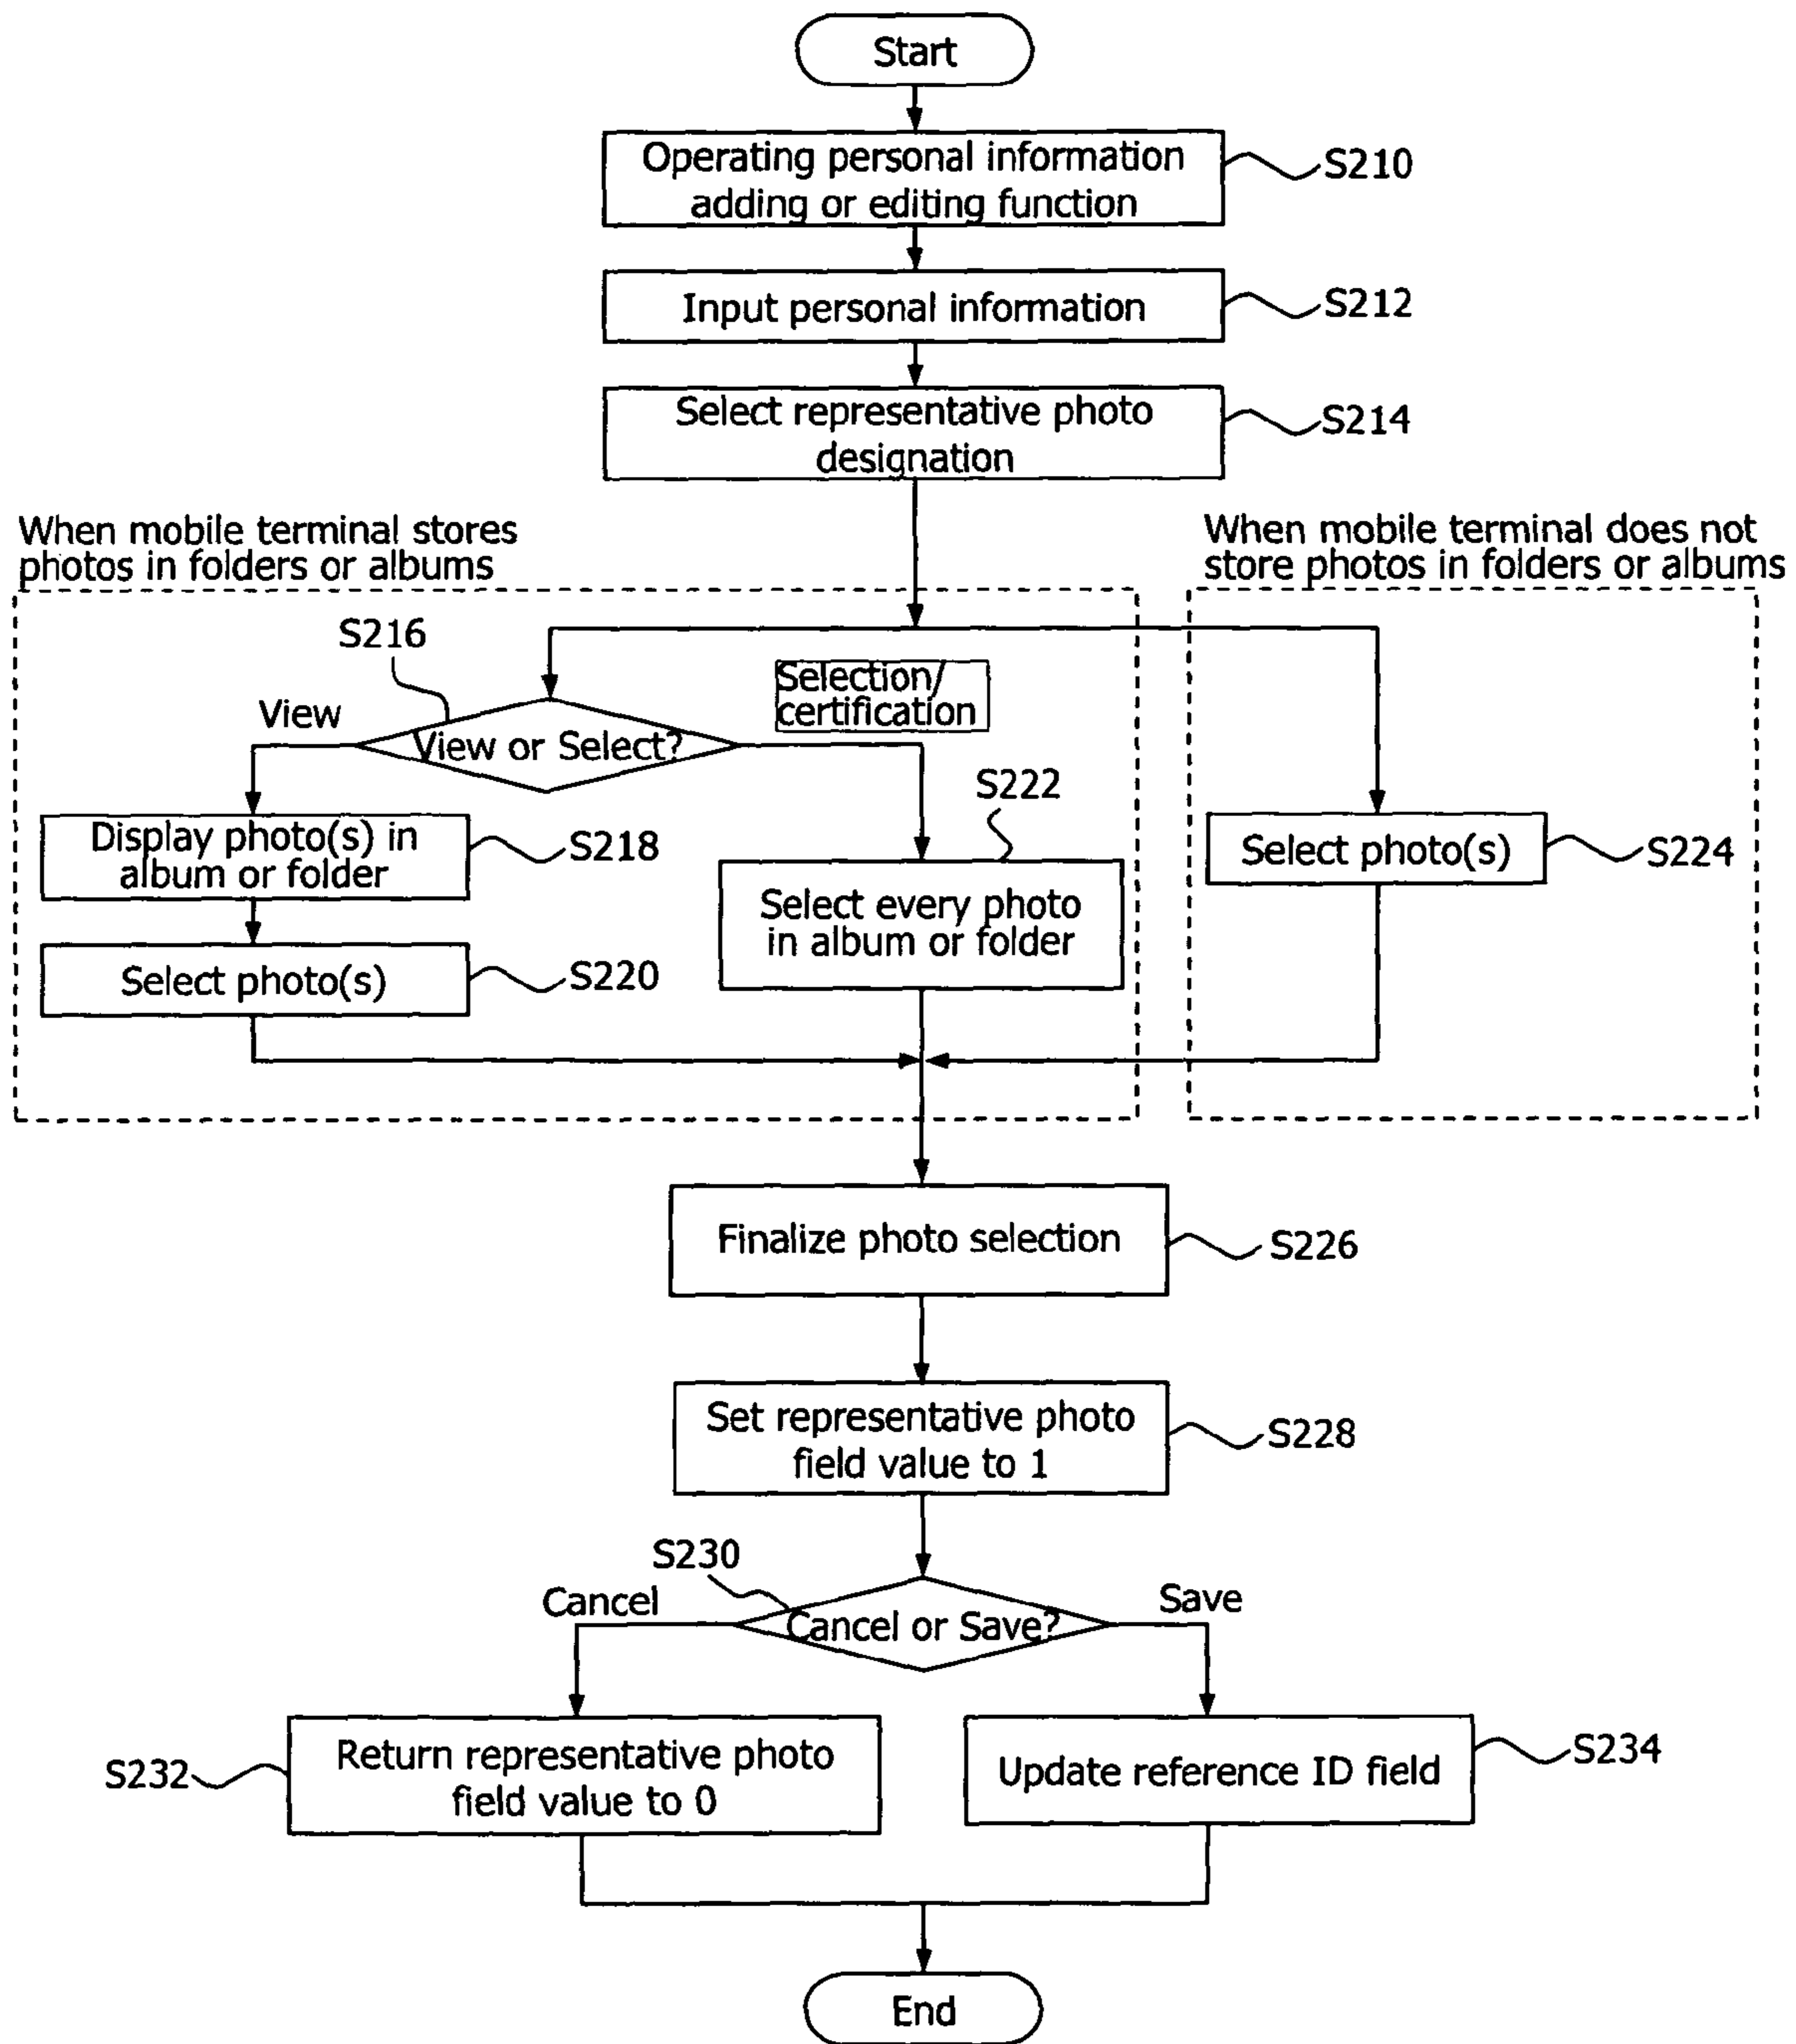 Start
Operating personal information
adding or editing function
S210
Input personal information
S212
Select representative photo
designation
S214
When mobile terminal stores
photos in folders or albums
When mobile terminal does not
store photos in folders or albums
S216
Selection/
certification
View
View or Select?
S222
Display photo(s) in
album or folder
S218
Select photo(s)
S224
Select every photo
in album or folder
Select photo(s)
S220
Finalize photo selection
S226
Set representative photo
field value to 1
S228
S230
Cancel
Cancel or Save?
Save
Return representative photo
field value to 0
S232
Update reference ID field
S234
End